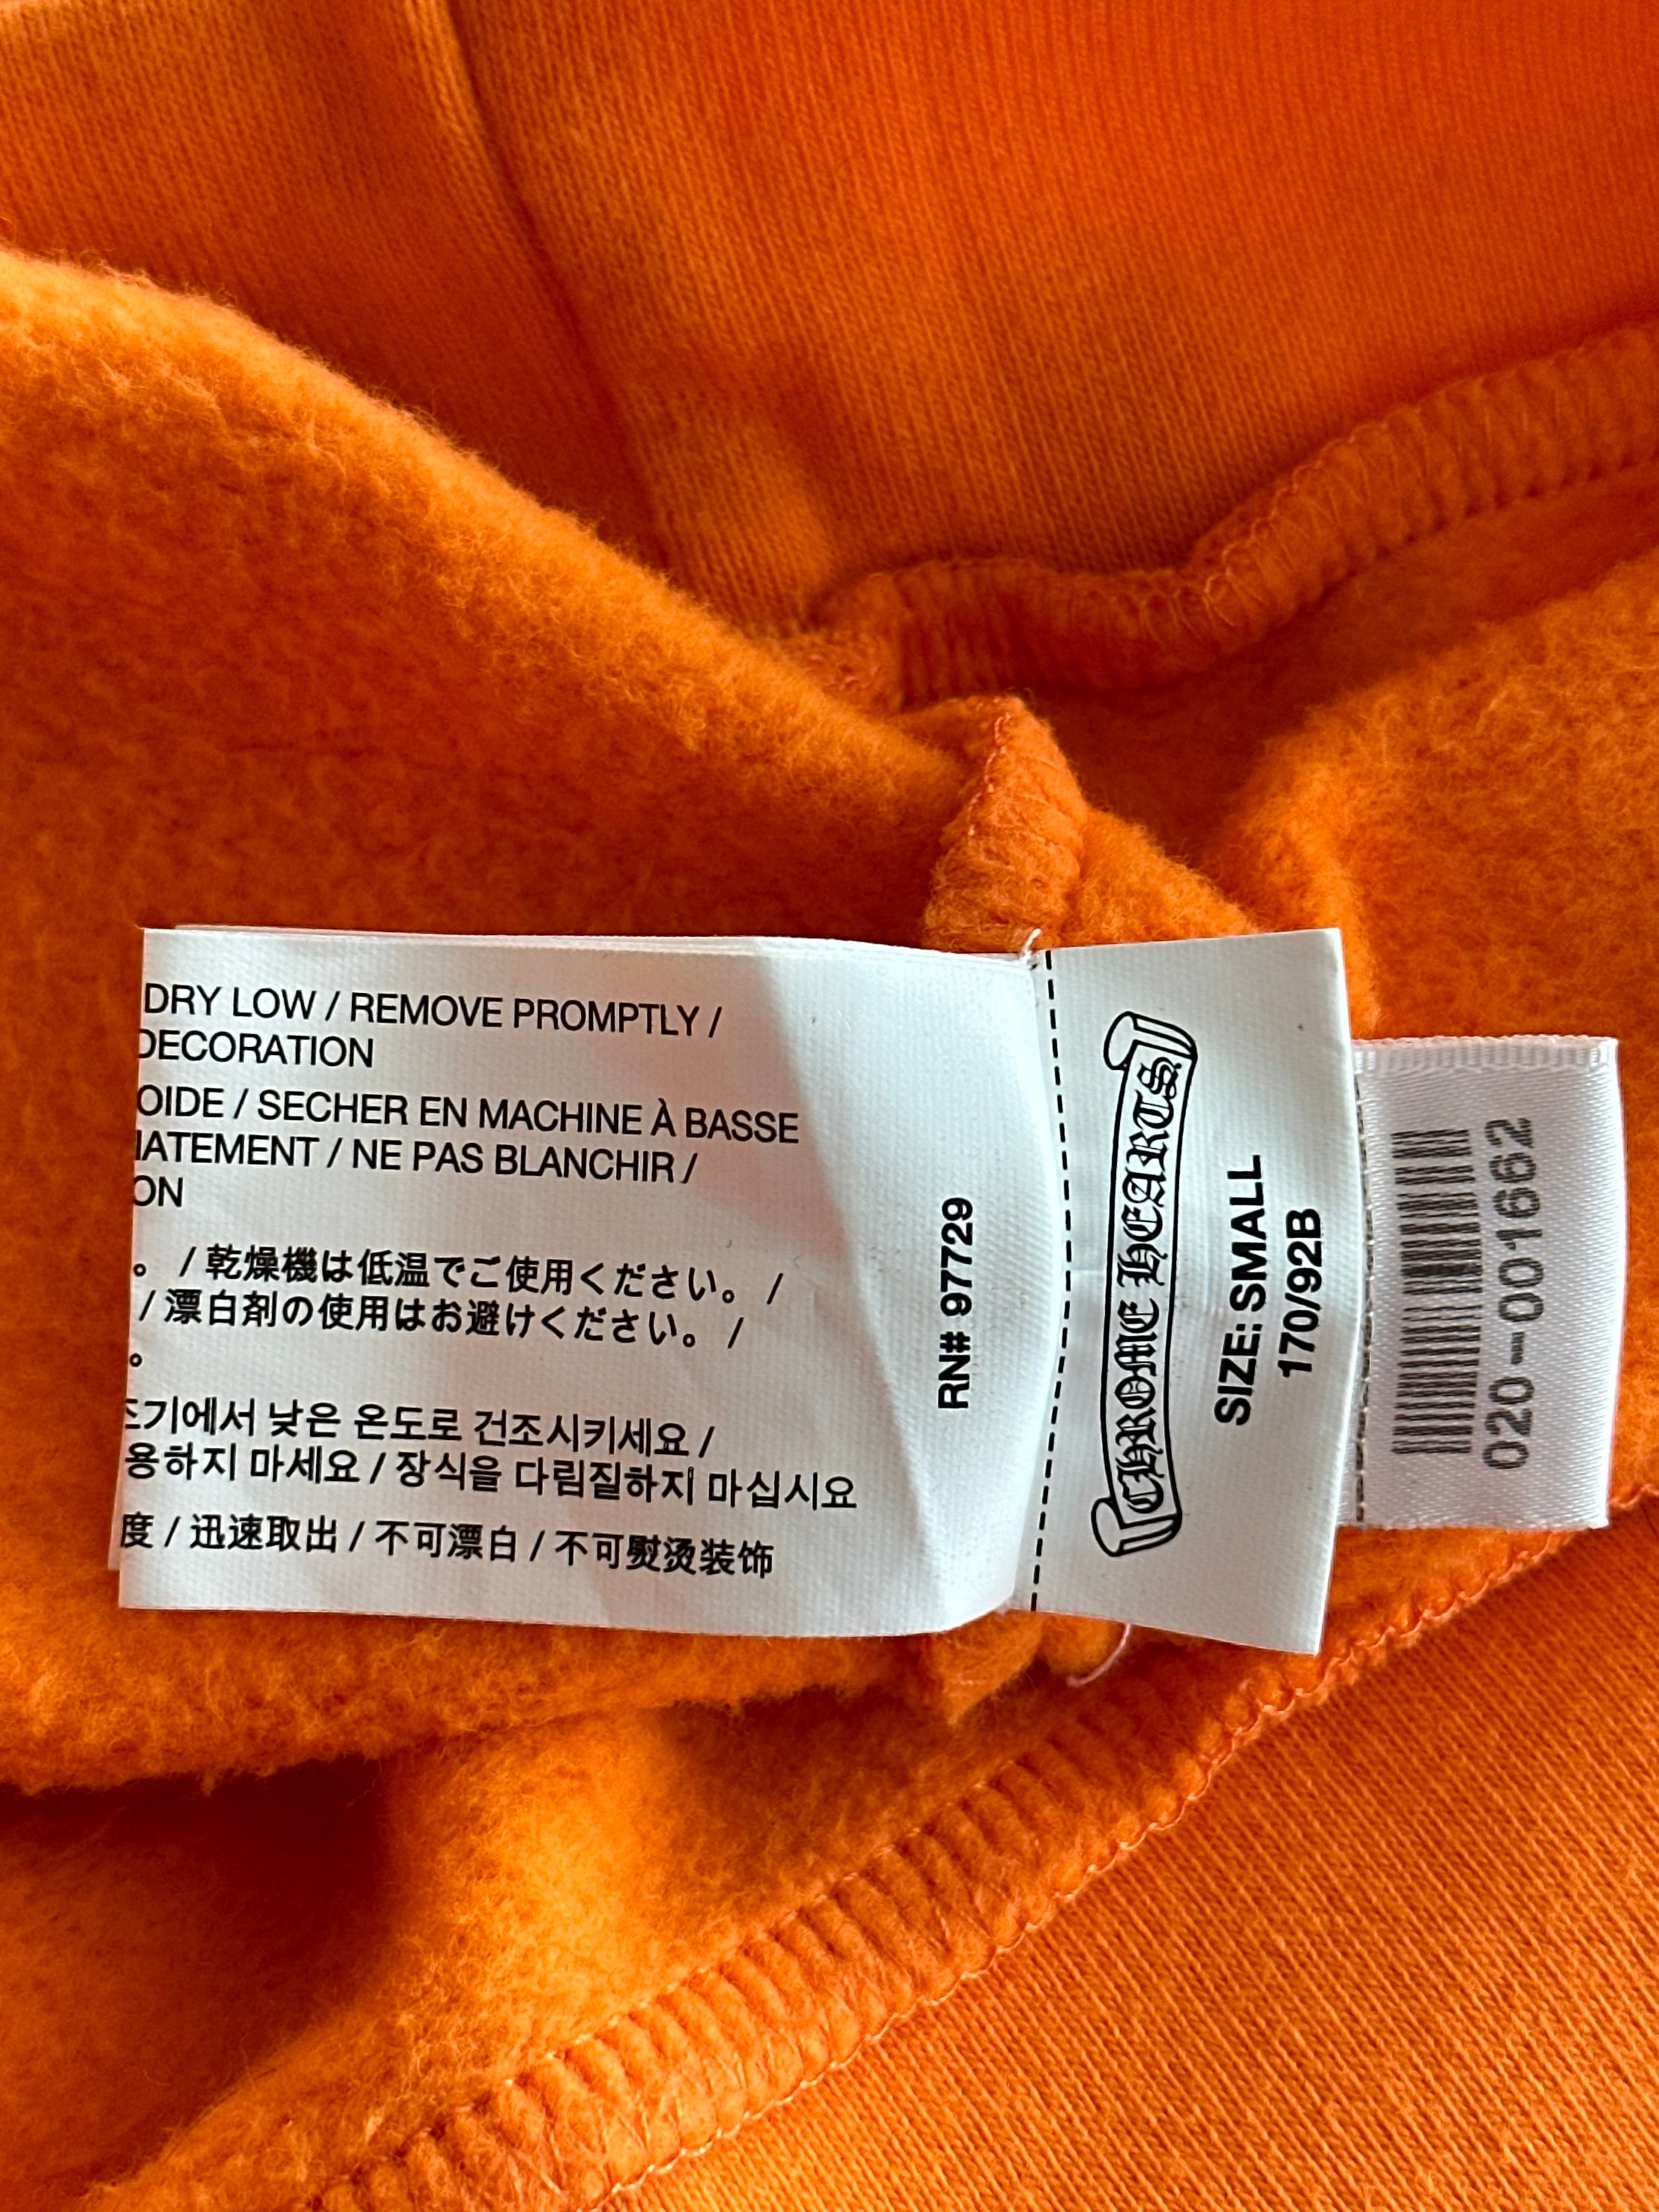 DRY LOW / REMOVE PROMPTLY /
DECORATION
OIDE / SECHER EN MACHINE À BASSE
IATEMENT / NE PAS BLANCHIR /
ON
。 / 乾燥機は低温でご使用ください。 /
/ 漂白剤の使用はお避けください。 /
。
기에서 낮은 온도로 건조시키세요 /
용하지 마세요 / 장식을 다림질하지 마십시요
度 / 迅速取出 / 不可漂白 / 不可熨烫装饰
RN# 97729
CHROME HEARTS
SIZE: SMALL
170/92B
020-001662